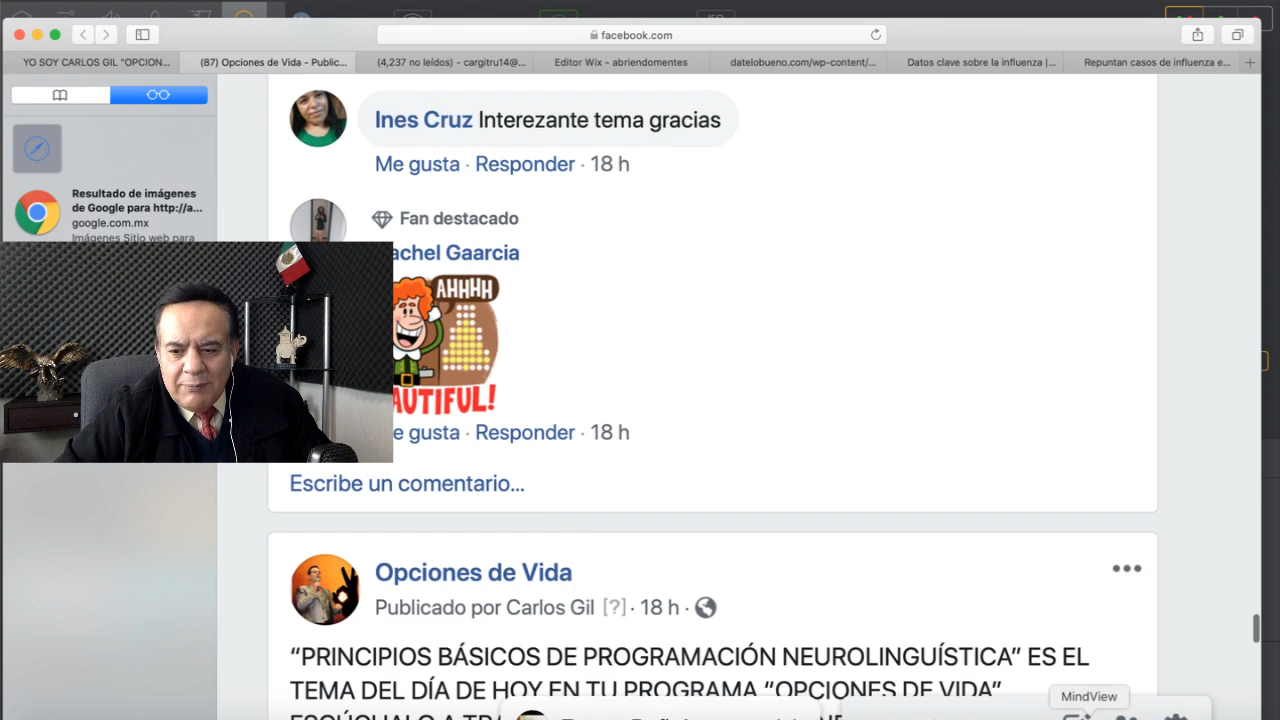 facebook.com
YO SOY CARLOS GIL "OPCION...
(87) Opciones de Vida - Public...
(4,237 no leídos) - cargitru14@...
Editor Wix - abriendomentes
datelobueno.com/wp-content/...
Datos clave sobre la influenza |...
Repuntan casos de influenza e...
Resultado de imágenes
de Google para http://a...
google.com.mx
Imágenes Sitio web para
Ines Cruz Interezante tema gracias
Me gusta · Responder · 18 h
Fan destacado
achel Gaarcia
AHHHH
AUTIFUL!
e gusta · Responder · 18 h
Escribe un comentario...
Opciones de Vida
Publicado por Carlos Gil [?] · 18 h ·
“PRINCIPIOS BÁSICOS DE PROGRAMACIÓN NEUROLINGUÍSTICA” ES EL
TEMA DEL DÍA DE HOY EN TU PROGRAMA “OPCIONES DE VIDA”
MindView